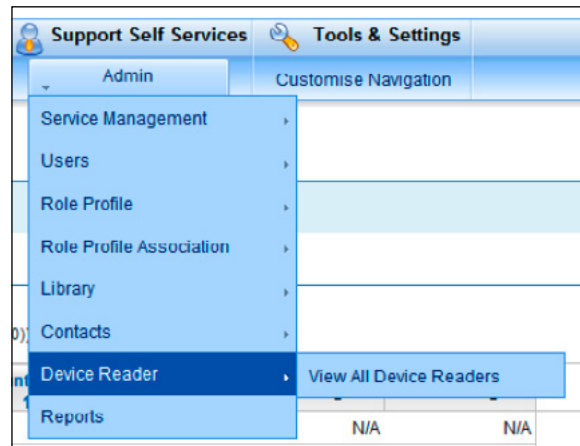 Support Self Services Tools & Settings
Admin Customise Navigation
Service Management
Users
Role Profile
Role Profile Association
Library
0)) Contacts
Device Reader View All Device Readers
Reports
N/A N/A